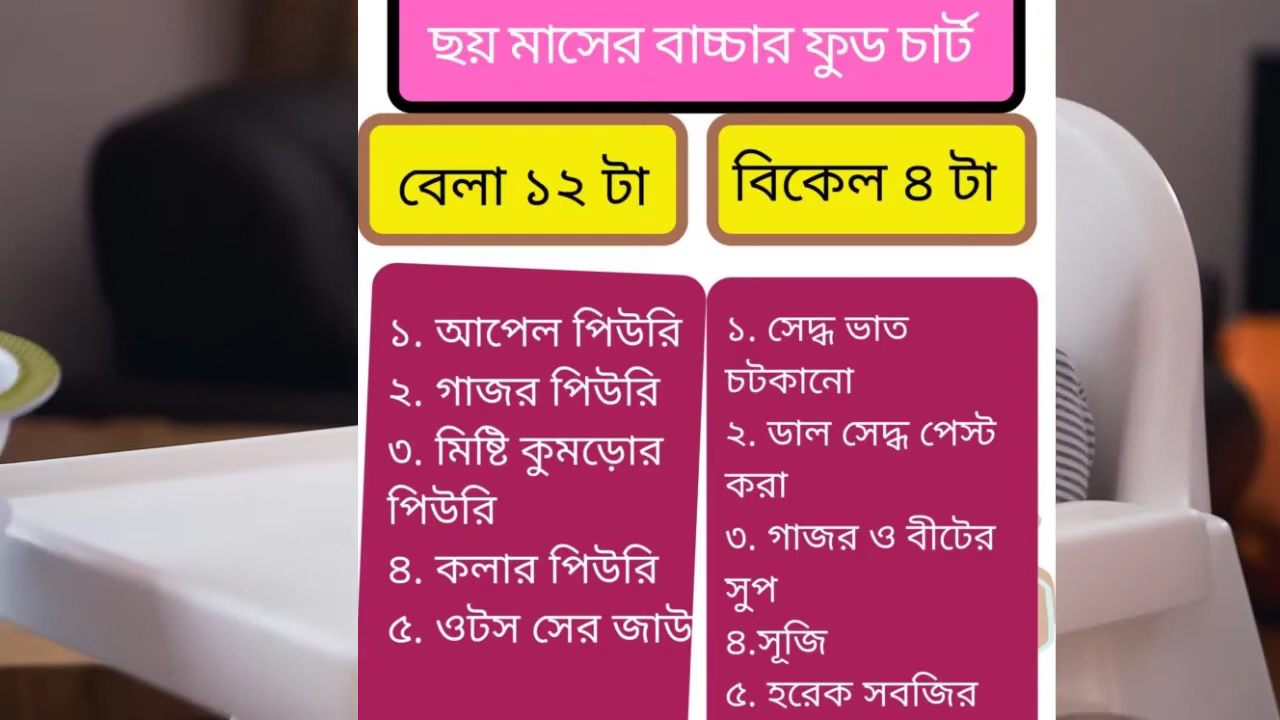 ছয় মাসের বাচ্চার ফুড চার্ট
বেলা ১২ টা
বিকেল ৪ টা
১. আপেল পিউরি
২. গাজর পিউরি
৩. মিষ্টি কুমড়োর
পিউরি
৪. কলার পিউরি
৫. ওটস সের জাউ
১. সেদ্ধ ভাত
চটকানো
২. ডাল সেদ্ধ পেস্ট
করা
৩. গাজর ও বীটের
সুপ
৪.সূজি
৫. হরেক সবজির